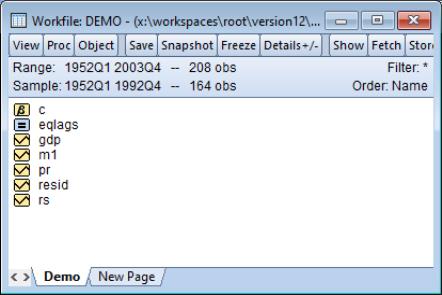 Workfile: DEMO - (x:\workspaces\root\version12\...
View Proc Object Save Snapshot Freeze Details+/- Show Fetch Stor
Range: 1952Q1 2003Q4 -- 208 obs Filter: *
Sample: 1952Q1 1992Q4 -- 164 obs Order: Name
β c
= eqlags
gdp
m1
pr
resid
rs
< > Demo New Page